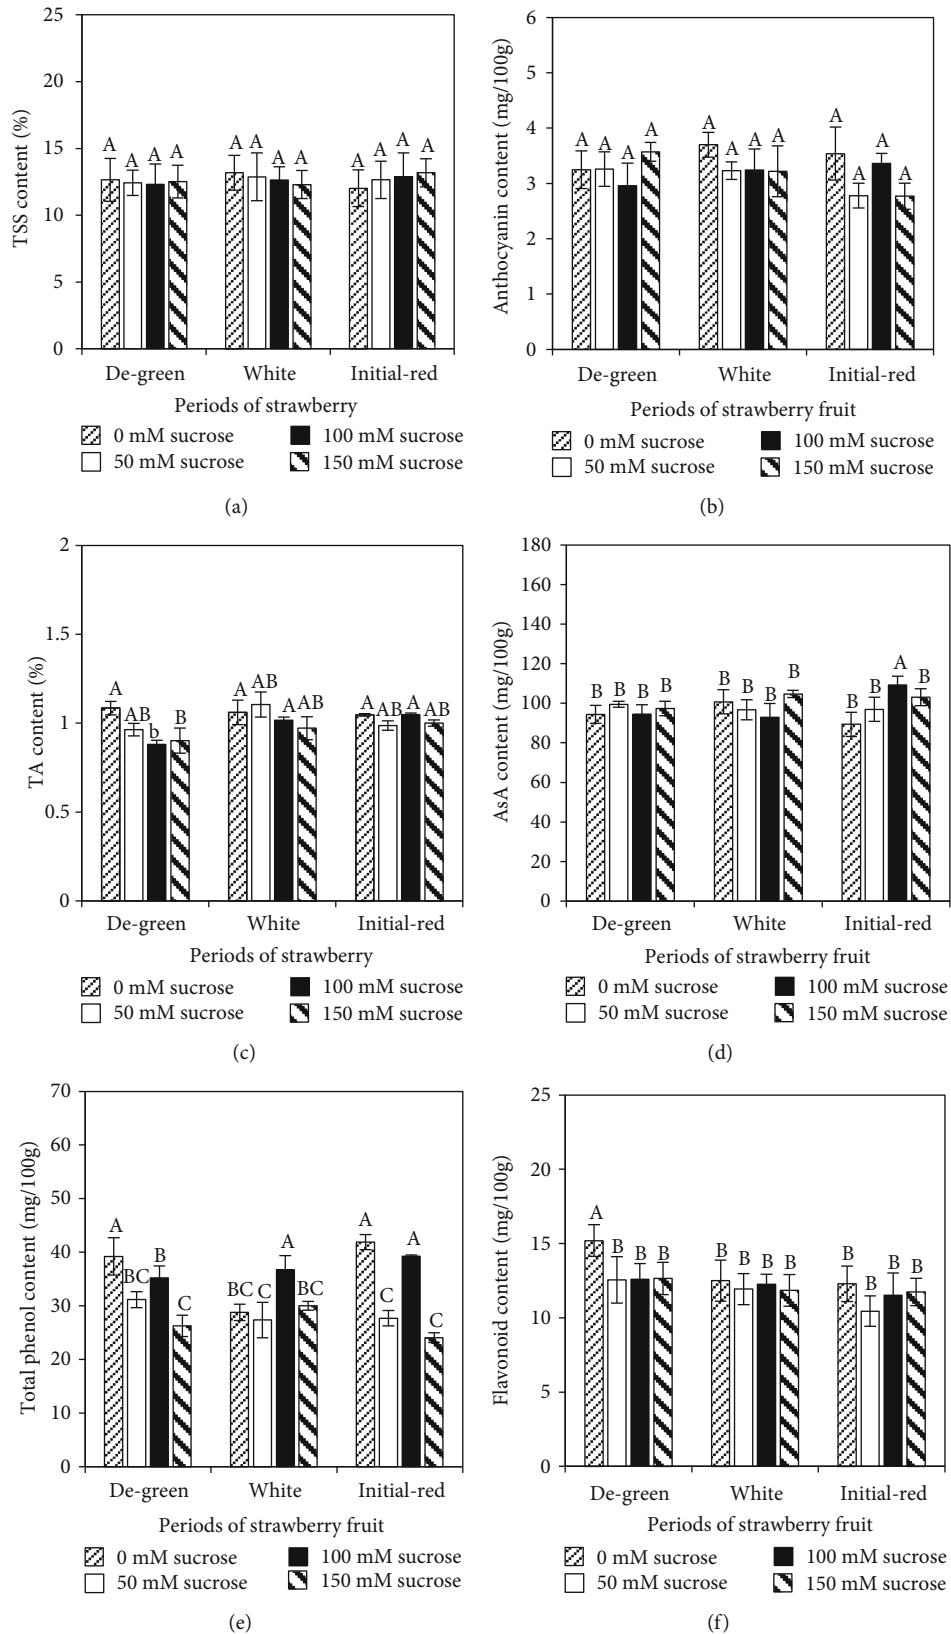 25
20
15
10
5
0
TSS content (%)
A A A A A A A A A A A A
De-green White Initial-red
Periods of strawberry
0 mM sucrose 100 mM sucrose
50 mM sucrose 150 mM sucrose
(a)
6
5
4
3
2
1
0
Anthocyanin content (mg/100g)
A A A A A A A A A A A A
De-green White Initial-red
Periods of strawberry fruit
0 mM sucrose 100 mM sucrose
50 mM sucrose 150 mM sucrose
(b)
2
1.5
1
0.5
0
TA content (%)
A AB b B A AB A AB A AB A AB
De-green White Initial-red
Periods of strawberry
0 mM sucrose 100 mM sucrose
50 mM sucrose 150 mM sucrose
(c)
180
160
140
120
100
80
60
40
20
0
AsA content (mg/100g)
B B B B B B B B B B A B
De-green White Initial-red
Periods of strawberry fruit
0 mM sucrose 100 mM sucrose
50 mM sucrose 150 mM sucrose
(d)
70
60
50
40
30
20
10
0
Total phenol content (mg/100g)
A BC B C BC C A BC A C A C
De-green White Initial-red
Periods of strawberry fruit
0 mM sucrose 100 mM sucrose
50 mM sucrose 150 mM sucrose
(e)
25
20
15
10
5
0
Flavonoid content (mg/100g)
A B B B B B B B B B B B
De-green White Initial-red
Periods of strawberry fruit
0 mM sucrose 100 mM sucrose
50 mM sucrose 150 mM sucrose
(f)